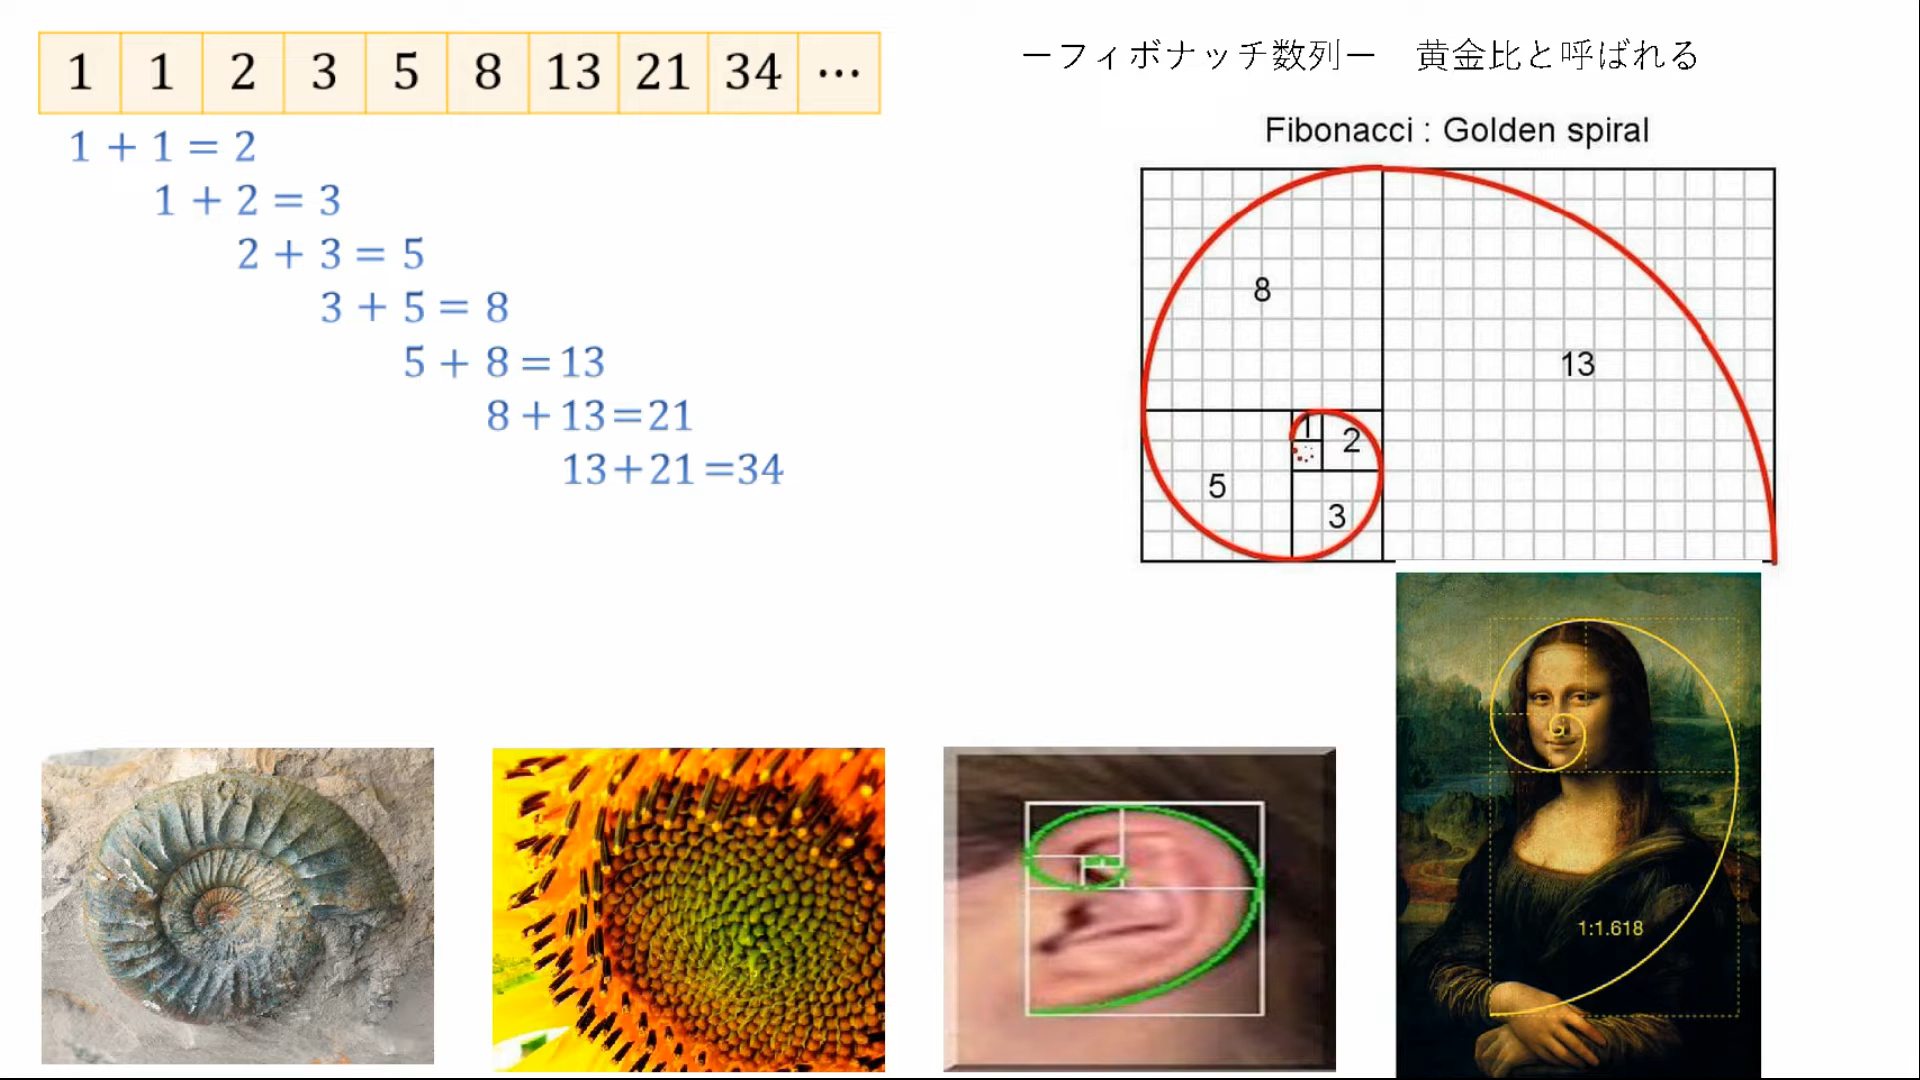 1 1 2 3 5 8 13 21 34 ⋯
1 + 1 = 2
1 + 2 = 3
2 + 3 = 5
3 + 5 = 8
5 + 8 = 13
8 + 13 = 21
13 + 21 = 34
ーフィボナッチ数列ー　黄金比と呼ばれる
Fibonacci : Golden spiral
8
13
1
2
5
3
1:1.618